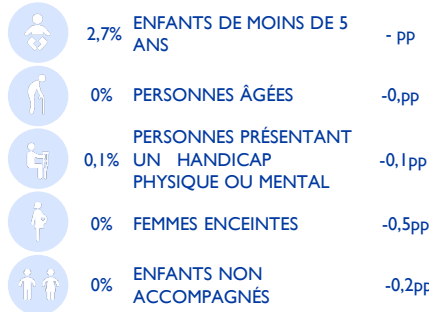 2,7% ENFANTS DE MOINS DE 5 - pp
ANS
0% PERSONNES ÂGÉES -0,pp
PERSONNES PRÉSENTANT
0,1% UN HANDICAP -0,1pp
PHYSIQUE OU MENTAL
0% FEMMES ENCEINTES -0,5pp
0% ENFANTS NON -0,2pp
ACCOMPAGNÉS